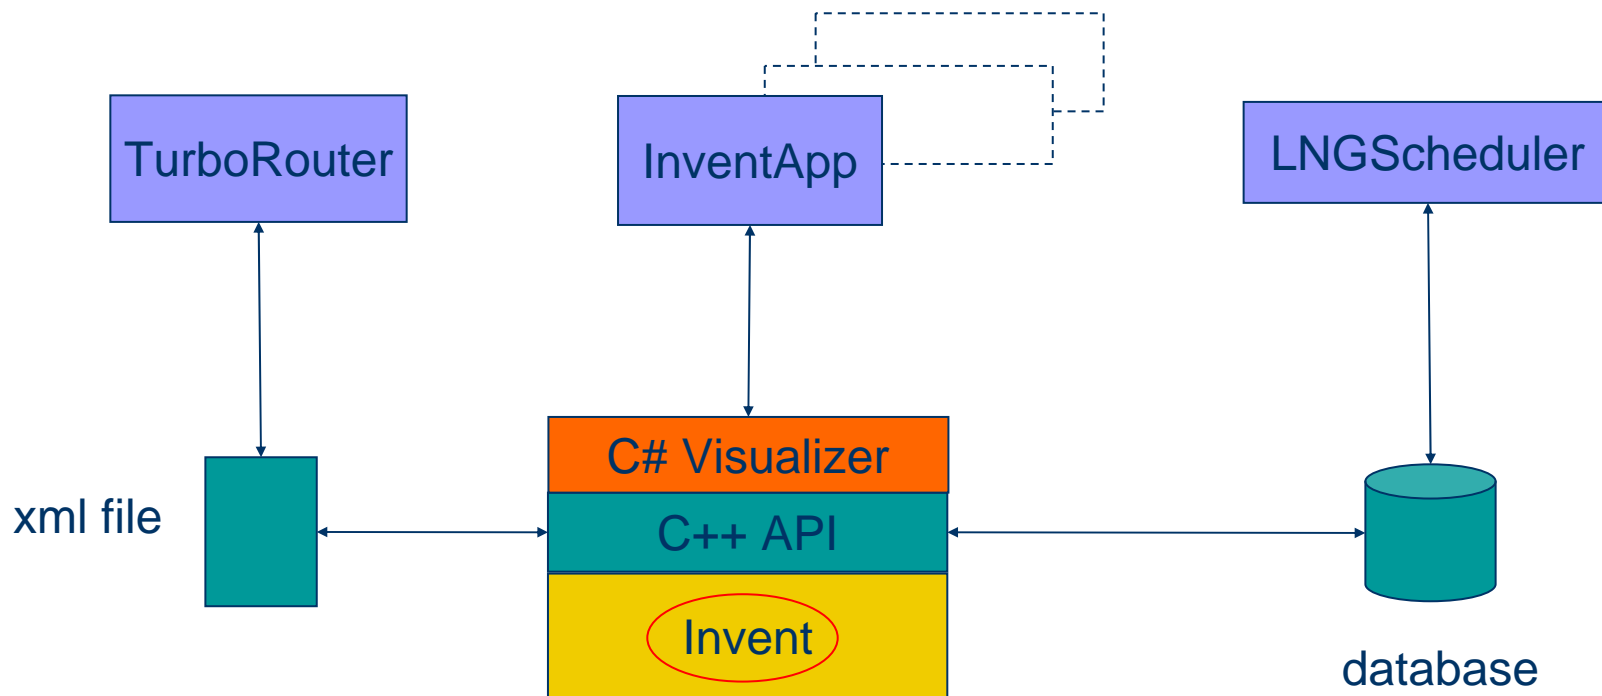 TurboRouter
InventApp
LNGScheduler
C# Visualizer
xml file
C++ API
Invent
database